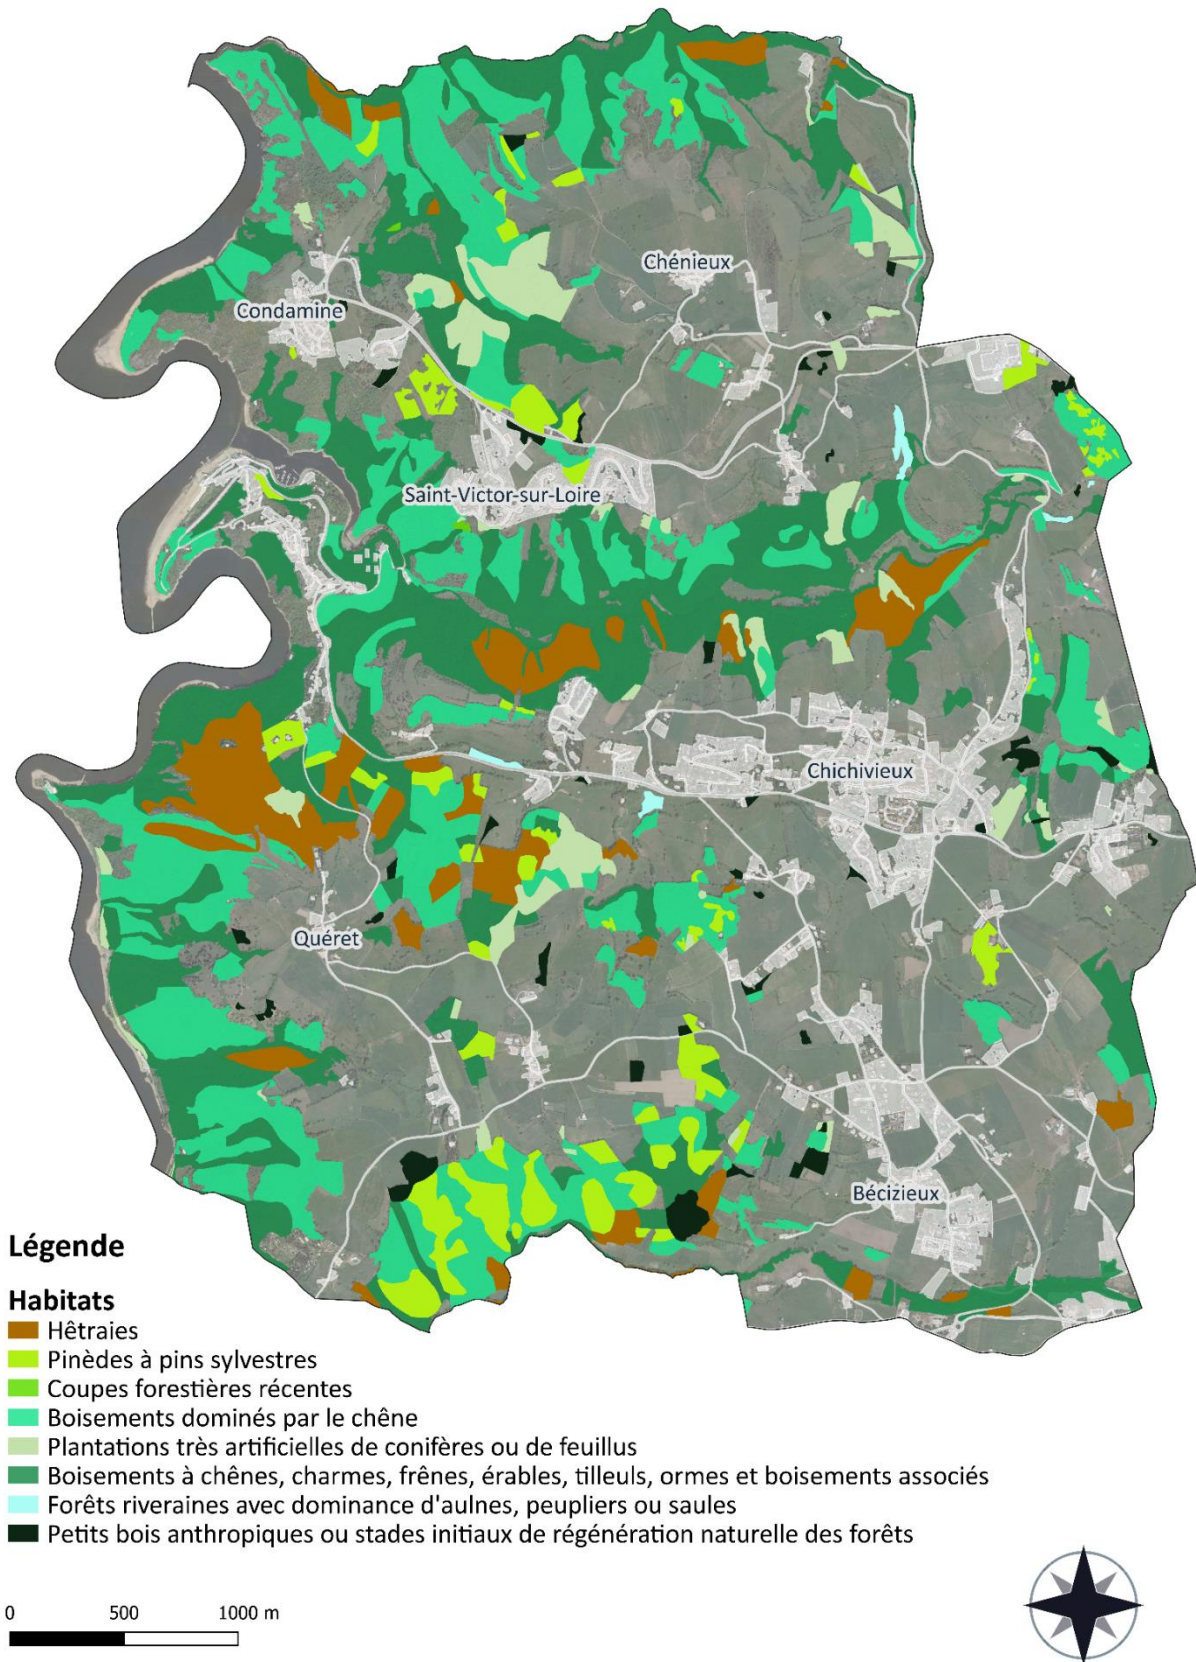 Chénieux
Condamine
Saint-Victor-sur-Loire
Chichivieux
Quéret
Bécizieux
Légende
Habitats
Hêtraies
Pinèdes à pins sylvestres
Coupes forestières récentes
Boisements dominés par le chêne
Plantations très artificielles de conifères ou de feuillus
Boisements à chênes, charmes, frênes, érables, tilleuls, ormes et boisements associés
Forêts riveraines avec dominance d'aulnes, peupliers ou saules
Petits bois anthropiques ou stades initiaux de régénération naturelle des forêts
0 500 1000 m